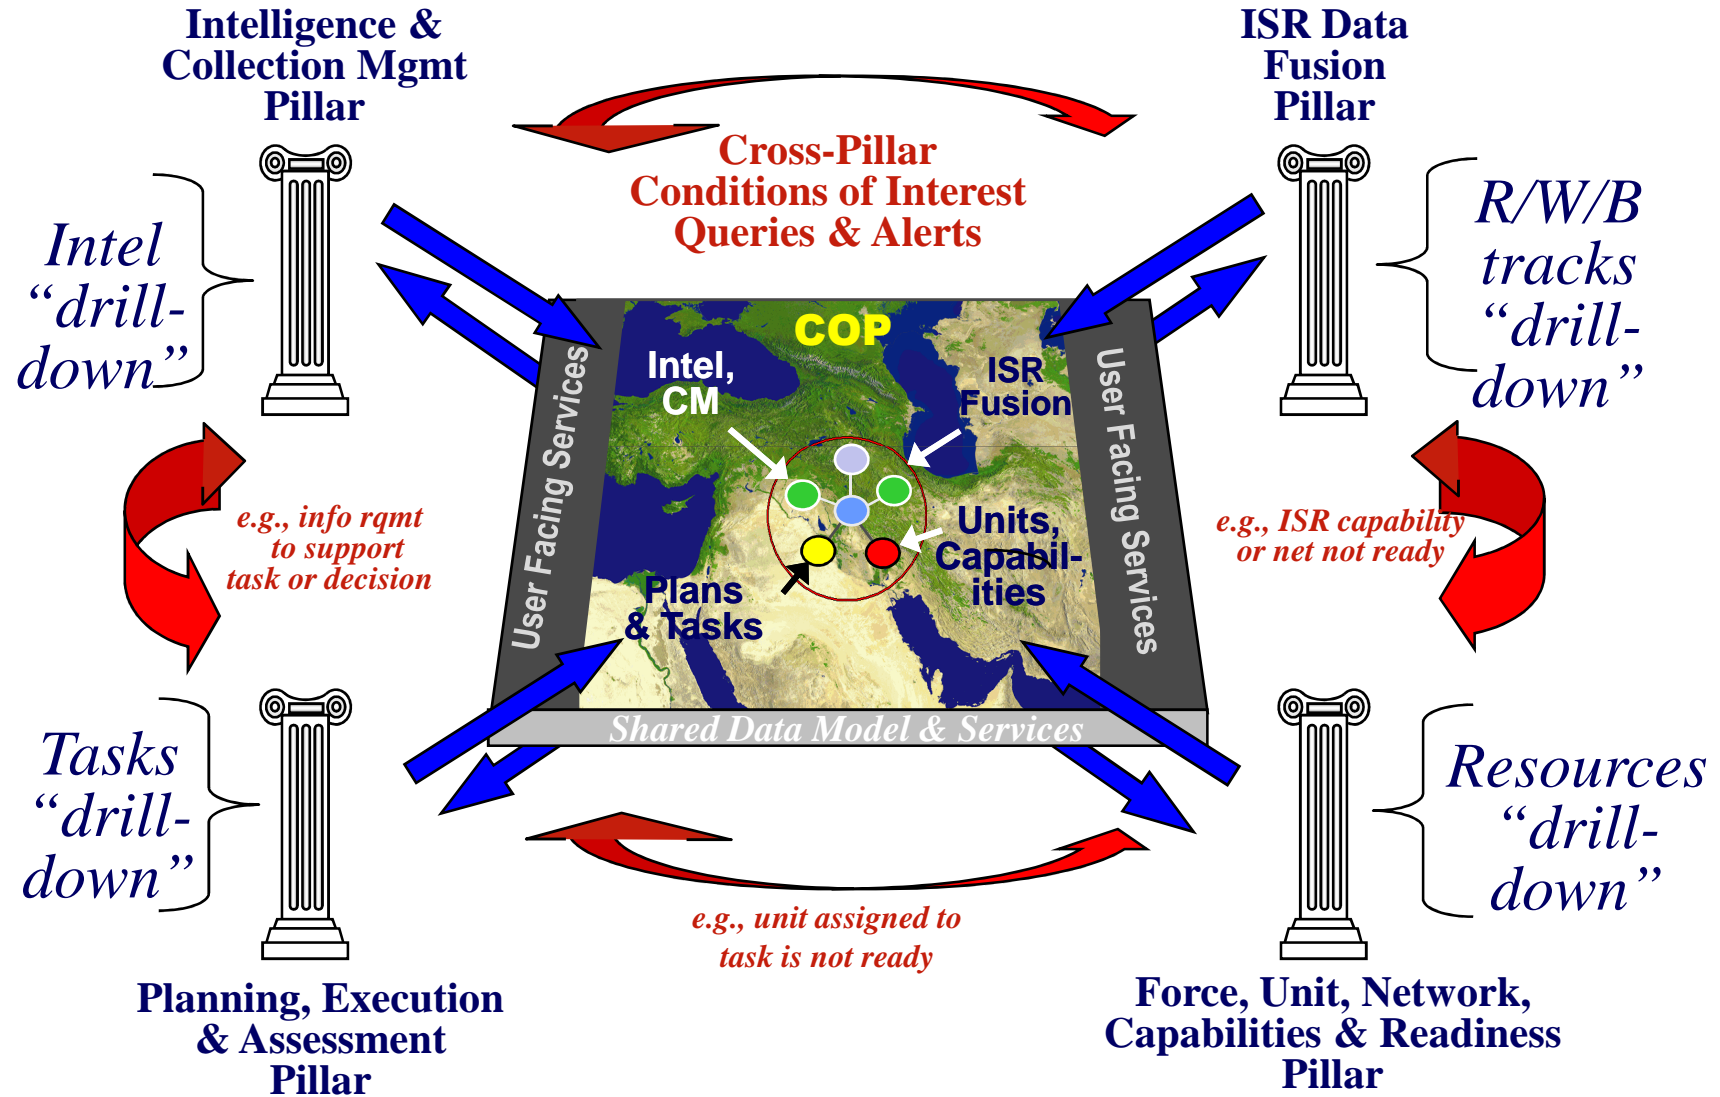 Intelligence &
Collection Mgmt
Pillar
ISR Data
Fusion
Pillar
Cross-Pillar
Conditions of Interest
Queries & Alerts
Intel
“drill-
down”
R/W/B
tracks
“drill-
down”
COP
Intel,
CM
ISR
Fusion
User Facing Services
User Facing Services
e.g., info rqmt
to support
task or decision
e.g., ISR capability
or net not ready
Units,
Capabil-
ities
Plans
& Tasks
Shared Data Model & Services
Tasks
“drill-
down”
Resources
“drill-
down”
e.g., unit assigned to
task is not ready
Planning, Execution
& Assessment
Pillar
Force, Unit, Network,
Capabilities & Readiness
Pillar